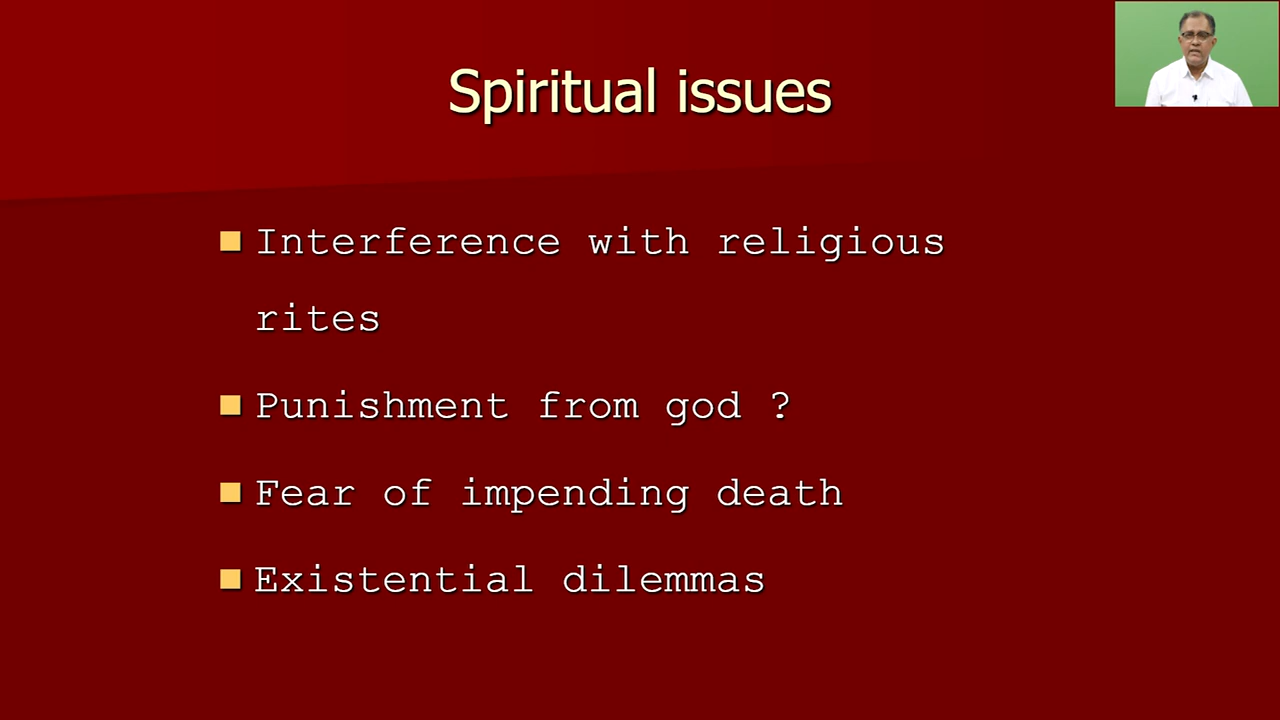 Spiritual issues
Interference with religious
rites
Punishment from god ?
Fear of impending death
Existential dilemmas